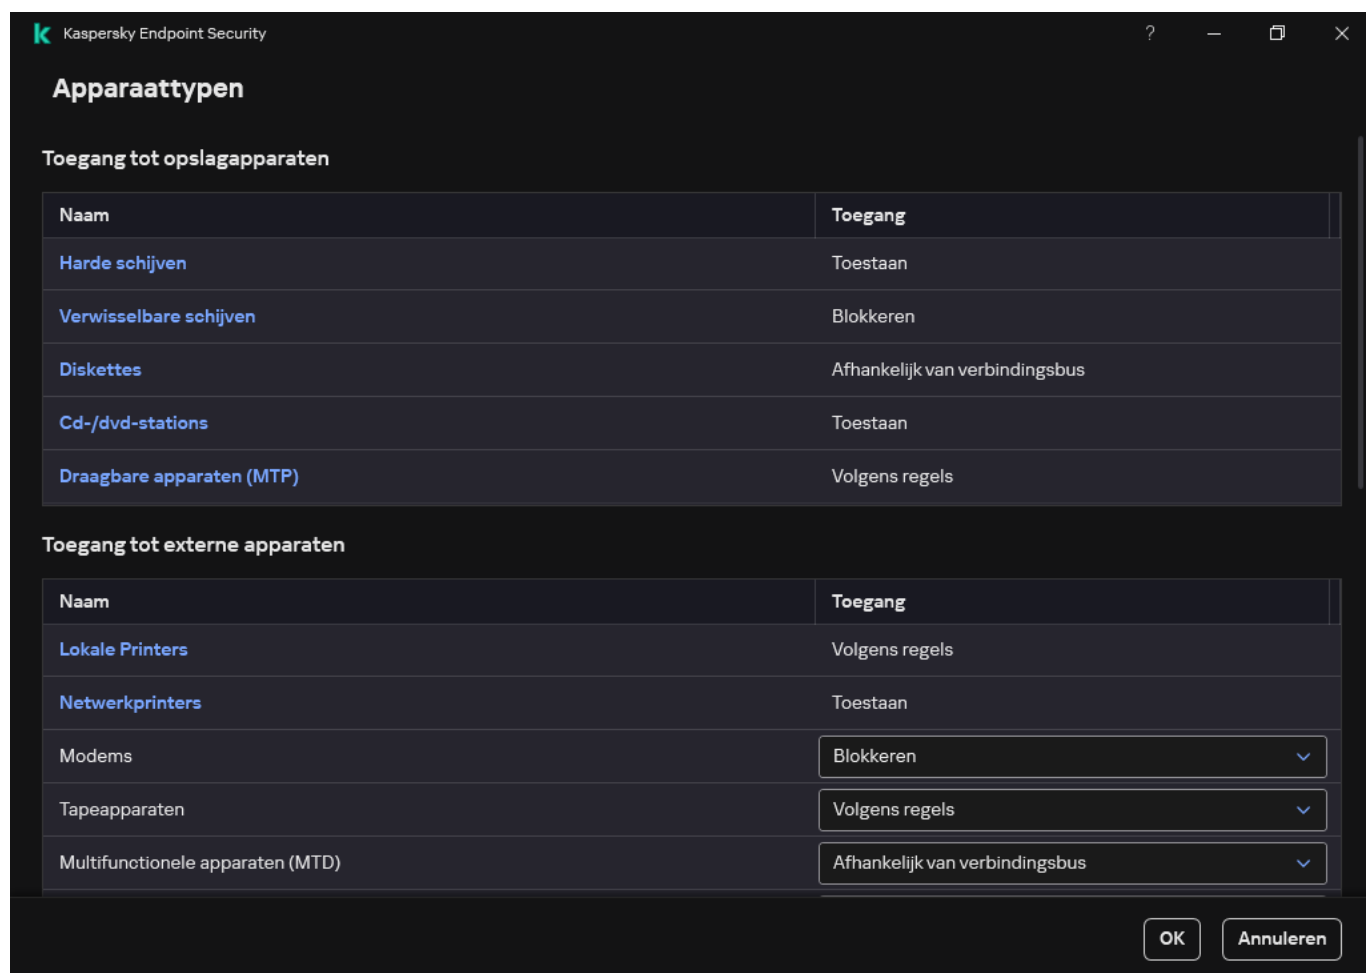 Kaspersky Endpoint Security
?
Apparaattypen
Toegang tot opslagapparaten
Naam Toegang
Harde schijven Toestaan
Verwisselbare schijven Blokkeren
Diskettes Afhankelijk van verbindingsbus
Cd-/dvd-stations Toestaan
Draagbare apparaten (MTP) Volgens regels
Toegang tot externe apparaten
Naam Toegang
Lokale Printers Volgens regels
Netwerkprinters Toestaan
Modems Blokkeren
Tapeapparaten Volgens regels
Multifunctionele apparaten (MTD) Afhankelijk van verbindingsbus
OK Annuleren